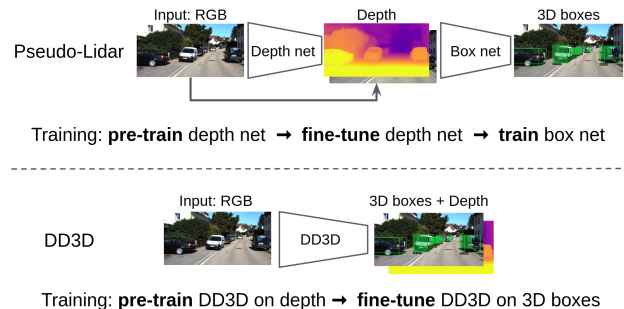 Input: RGB
Depth
3D boxes
Pseudo-Lidar
Depth net
Box net
Training: pre-train depth net → fine-tune depth net → train box net
Input: RGB
3D boxes + Depth
DD3D
DD3D
Training: pre-train DD3D on depth → fine-tune DD3D on 3D boxes